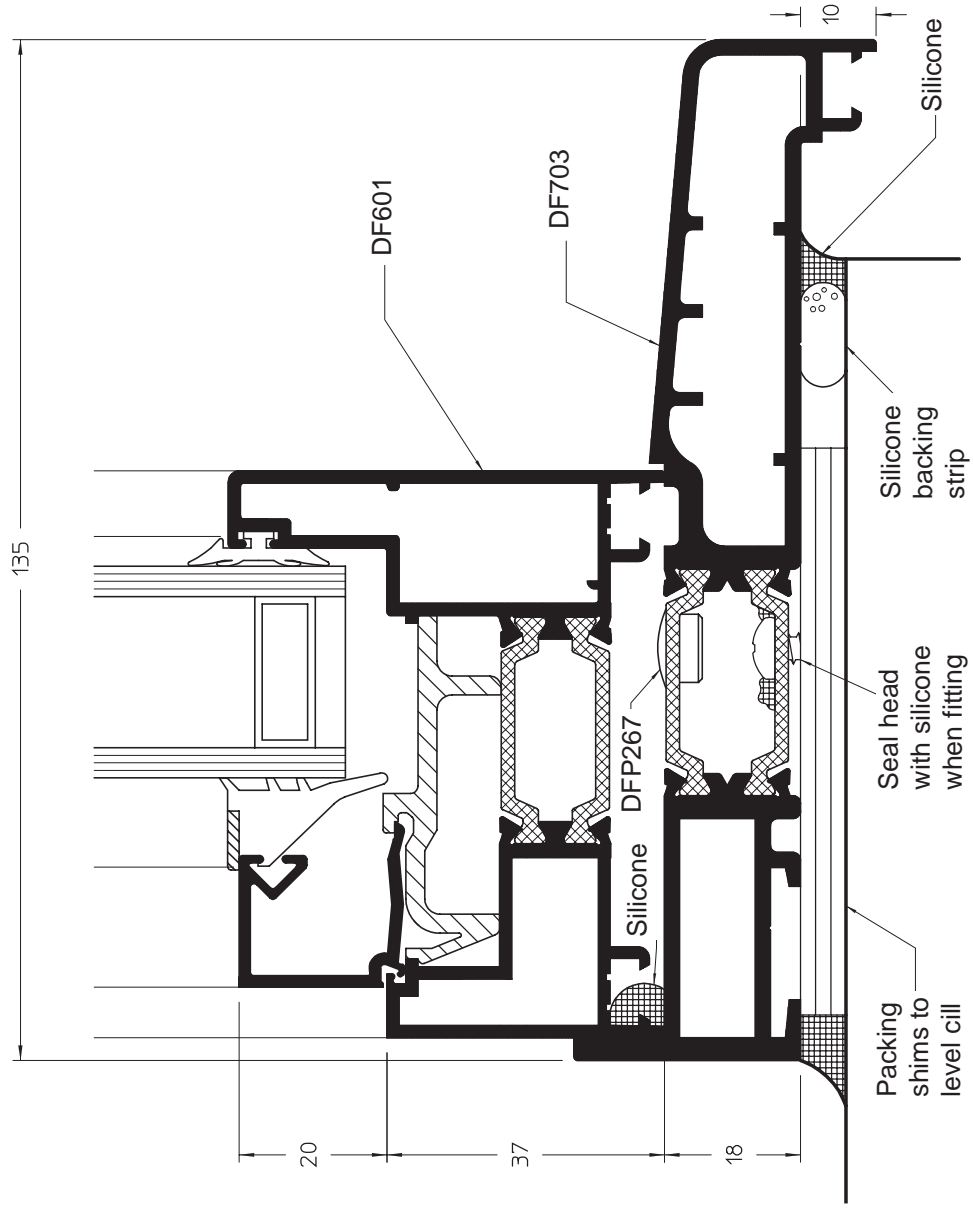 135
10
DF601
DF703
Silicone
Silicone
backing
strip
Seal head
with silicone
when fitting
DFP267
Silicone
Packing
shims to
level cill
20
37
18